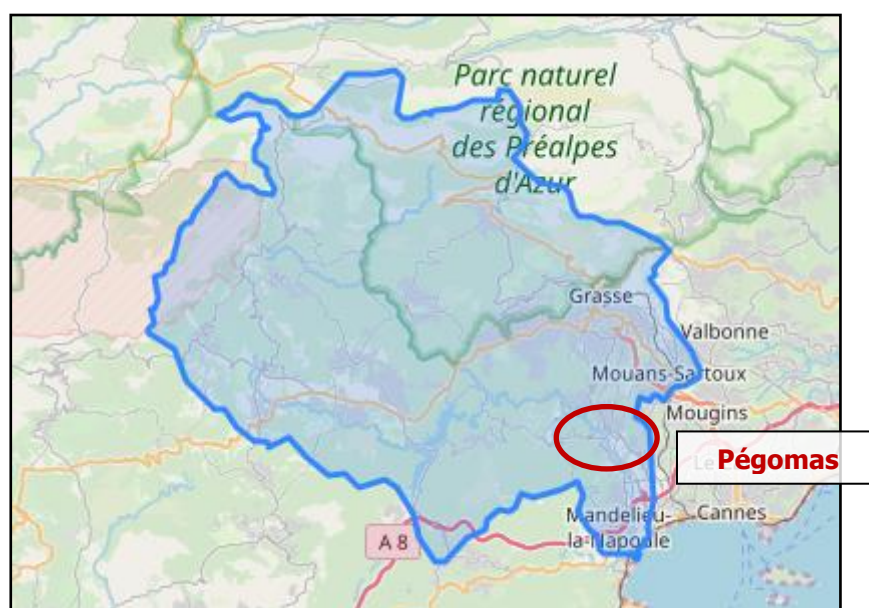 Parc naturel
régional
des Préalpes
d'Azur
Grasse
Valbonne
Mouans-Sartoux
Mougins
Pégomas
Mandelieu-
la-Napoule
Cannes
A 8